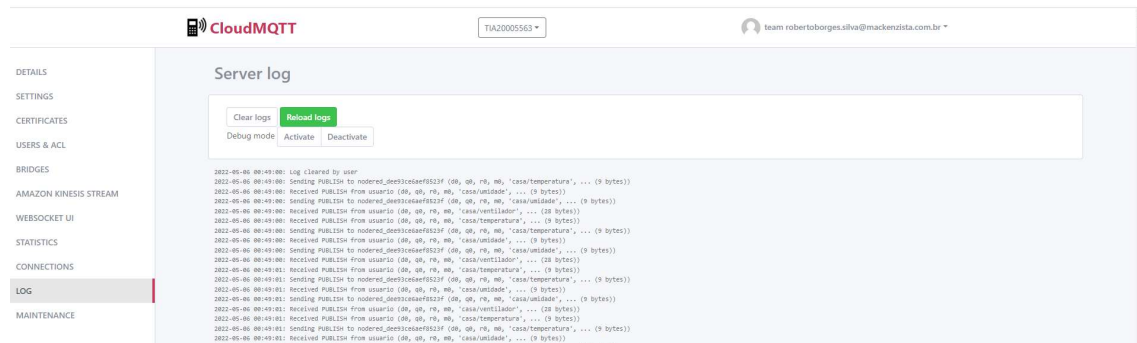 CloudMQTT
TIA20005563
team robertoborges.silva@mackenzista.com.br
DETAILS
SETTINGS
CERTIFICATES
USERS & ACL
BRIDGES
AMAZON KINESIS STREAM
WEBSOCKET UI
STATISTICS
CONNECTIONS
LOG
MAINTENANCE
Server log
Clear logs Reload logs
Debug mode Activate Deactivate
2022-05-06 00:49:00: Log cleared by user
2022-05-06 00:49:00: Sending PUBLISH to nodered_dee93ce6aef8523f (d0, q0, r0, m0, 'casa/temperatura', ... (9 bytes))
2022-05-06 00:49:00: Received PUBLISH from usuario (d0, q0, r0, m0, 'casa/umidade', ... (9 bytes))
2022-05-06 00:49:00: Sending PUBLISH to nodered_dee93ce6aef8523f (d0, q0, r0, m0, 'casa/umidade', ... (9 bytes))
2022-05-06 00:49:00: Received PUBLISH from usuario (d0, q0, r0, m0, 'casa/ventilador', ... (28 bytes))
2022-05-06 00:49:00: Received PUBLISH from usuario (d0, q0, r0, m0, 'casa/temperatura', ... (9 bytes))
2022-05-06 00:49:00: Sending PUBLISH to nodered_dee93ce6aef8523f (d0, q0, r0, m0, 'casa/temperatura', ... (9 bytes))
2022-05-06 00:49:00: Received PUBLISH from usuario (d0, q0, r0, m0, 'casa/umidade', ... (9 bytes))
2022-05-06 00:49:00: Sending PUBLISH to nodered_dee93ce6aef8523f (d0, q0, r0, m0, 'casa/umidade', ... (9 bytes))
2022-05-06 00:49:00: Received PUBLISH from usuario (d0, q0, r0, m0, 'casa/ventilador', ... (28 bytes))
2022-05-06 00:49:01: Received PUBLISH from usuario (d0, q0, r0, m0, 'casa/temperatura', ... (9 bytes))
2022-05-06 00:49:01: Sending PUBLISH to nodered_dee93ce6aef8523f (d0, q0, r0, m0, 'casa/temperatura', ... (9 bytes))
2022-05-06 00:49:01: Received PUBLISH from usuario (d0, q0, r0, m0, 'casa/umidade', ... (9 bytes))
2022-05-06 00:49:01: Sending PUBLISH to nodered_dee93ce6aef8523f (d0, q0, r0, m0, 'casa/umidade', ... (9 bytes))
2022-05-06 00:49:01: Received PUBLISH from usuario (d0, q0, r0, m0, 'casa/ventilador', ... (28 bytes))
2022-05-06 00:49:01: Received PUBLISH from usuario (d0, q0, r0, m0, 'casa/temperatura', ... (9 bytes))
2022-05-06 00:49:01: Sending PUBLISH to nodered_dee93ce6aef8523f (d0, q0, r0, m0, 'casa/temperatura', ... (9 bytes))
2022-05-06 00:49:01: Received PUBLISH from usuario (d0, q0, r0, m0, 'casa/umidade', ... (9 bytes))